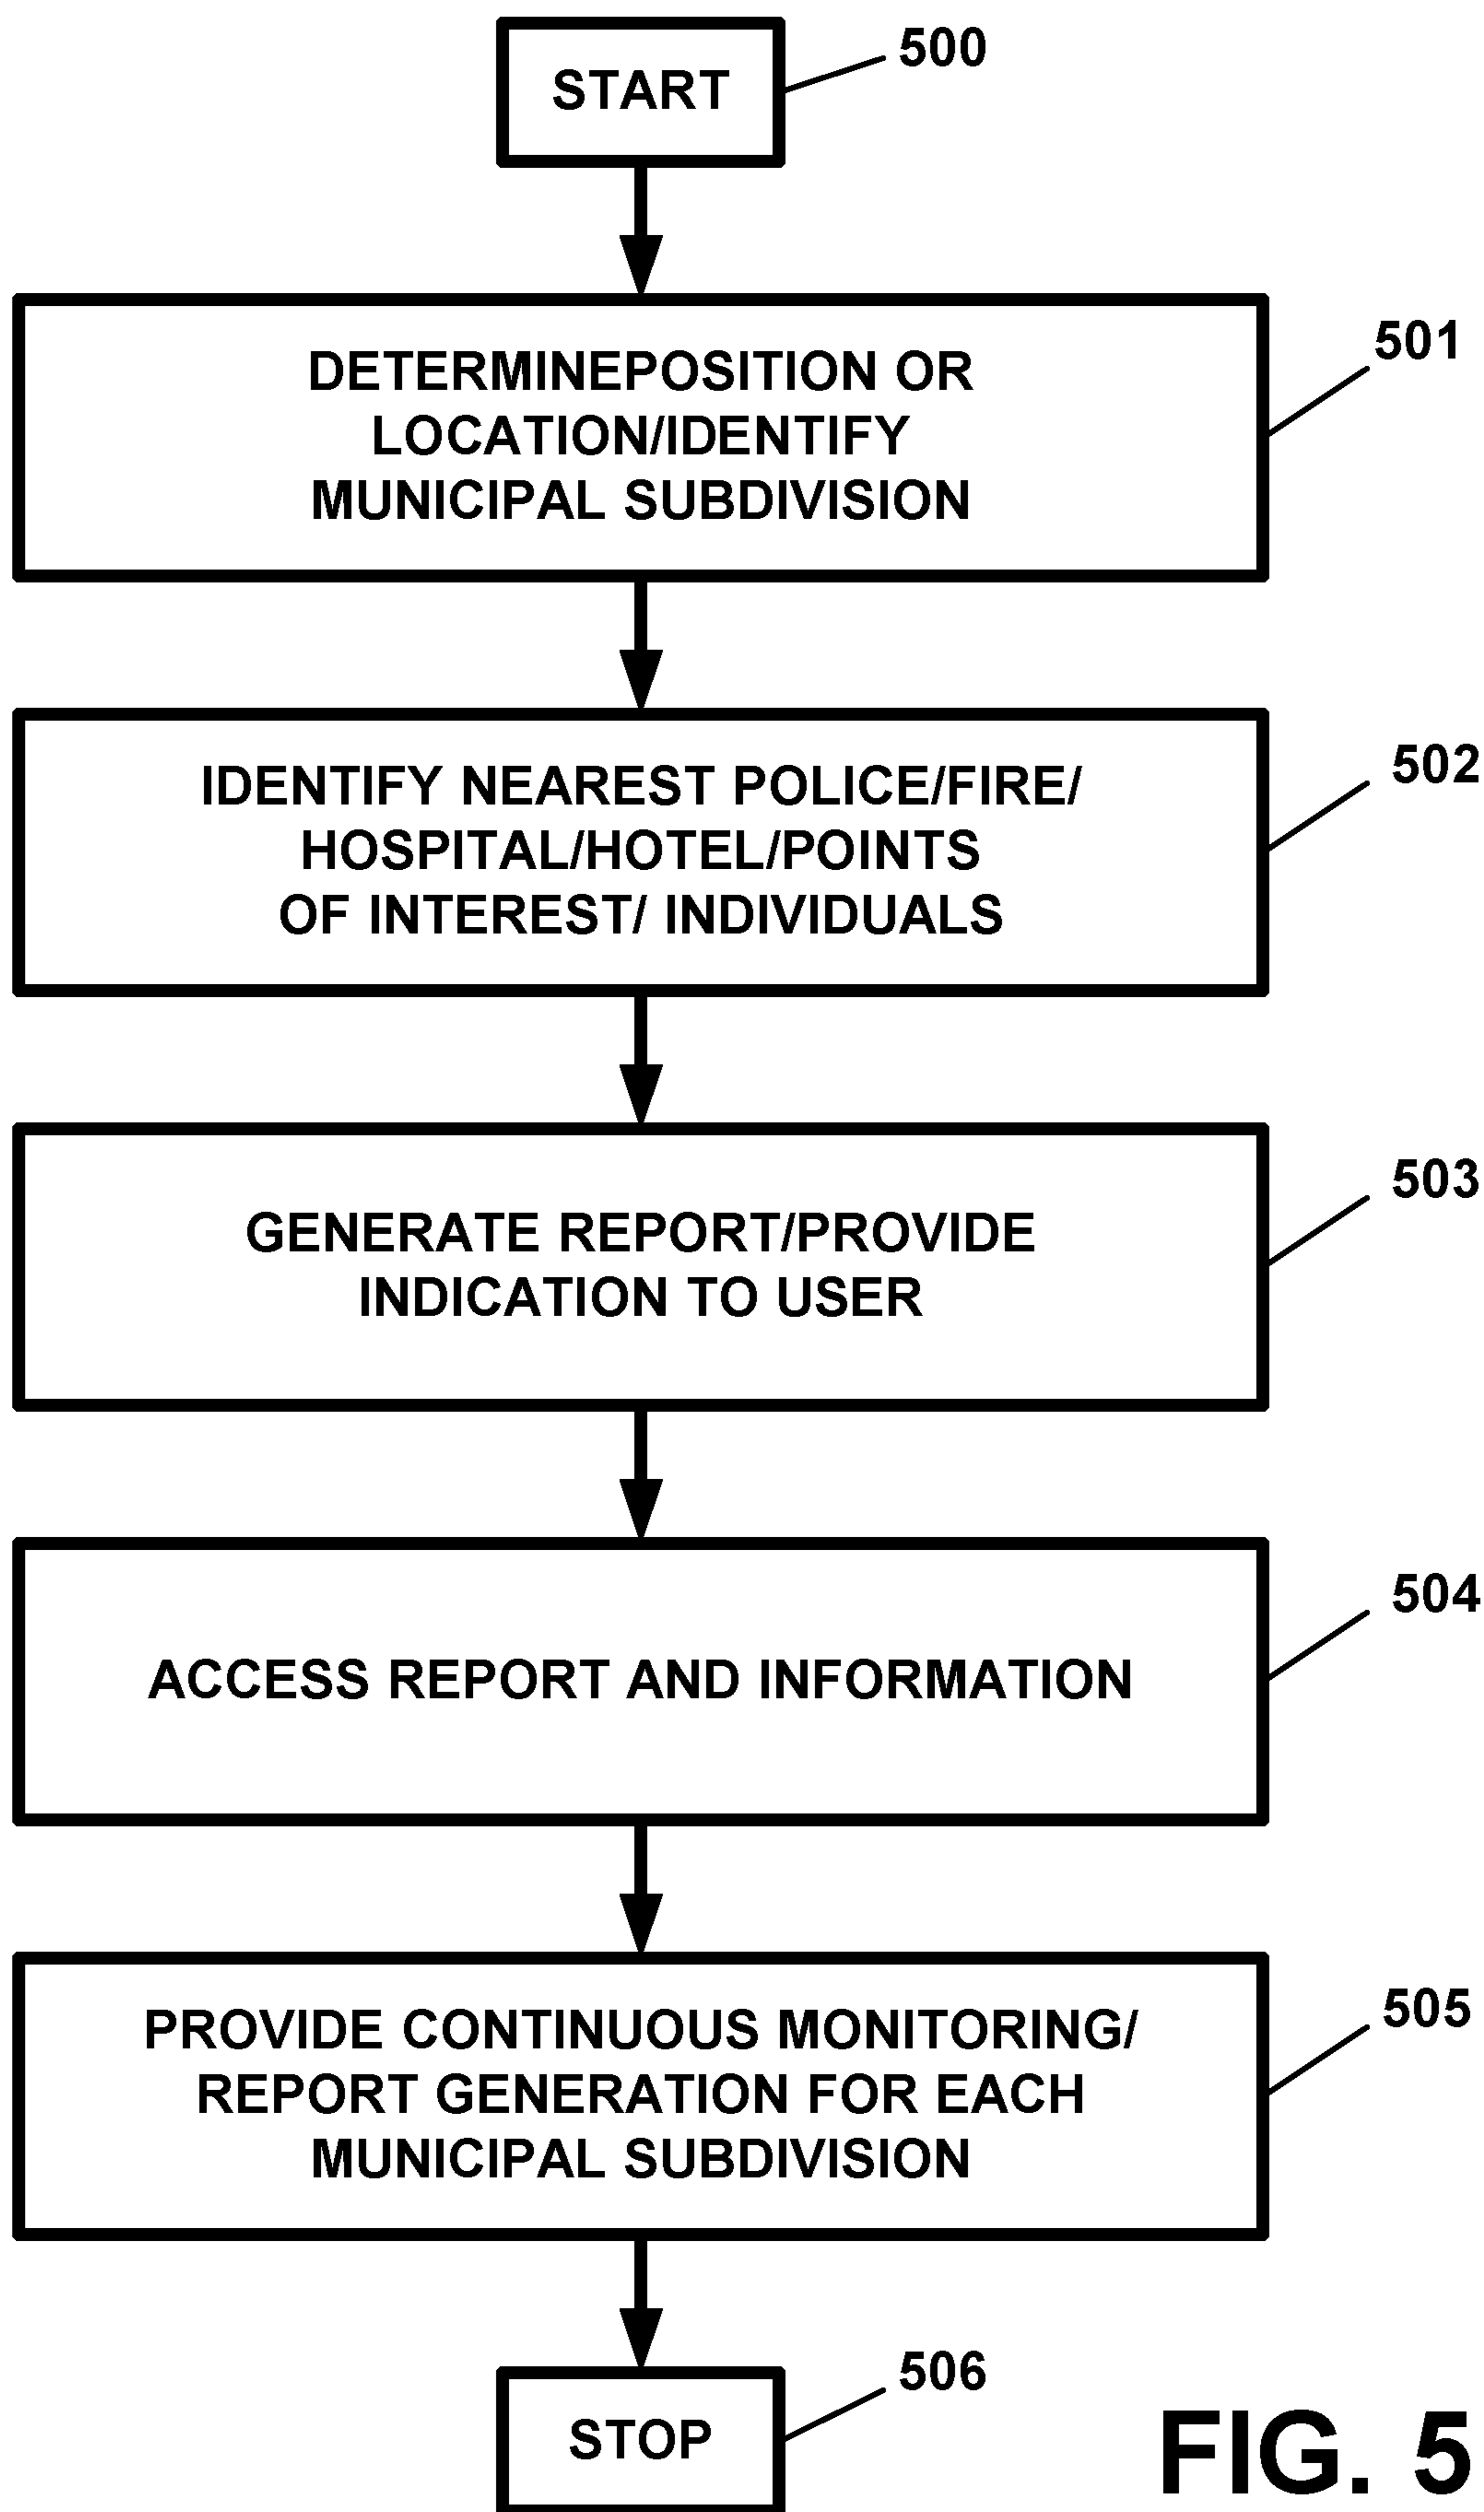 START
500
DETERMINEPOSITION OR
LOCATION/IDENTIFY
MUNICIPAL SUBDIVISION
501
IDENTIFY NEAREST POLICE/FIRE/
HOSPITAL/HOTEL/POINTS
OF INTEREST/ INDIVIDUALS
502
GENERATE REPORT/PROVIDE
INDICATION TO USER
503
ACCESS REPORT AND INFORMATION
504
PROVIDE CONTINUOUS MONITORING/
REPORT GENERATION FOR EACH
MUNICIPAL SUBDIVISION
505
STOP
506
FIG. 5